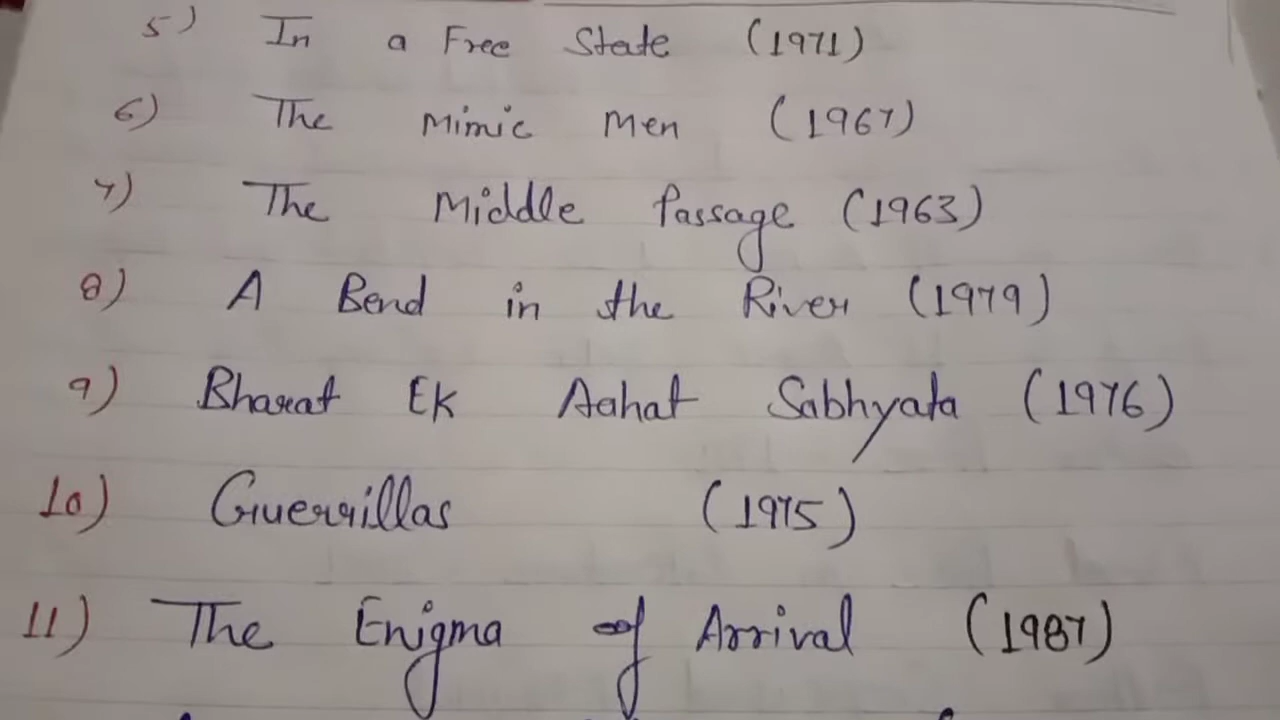 5) In a Free State (1971)
6) The Mimic Men (1967)
7) The Middle Passage (1963)
8) A Bend in the River (1979)
9) Bharat Ek Aahat Sabhyata (1976)
10) Guerrillas (1975)
11) The Enigma of Arrival (1987)